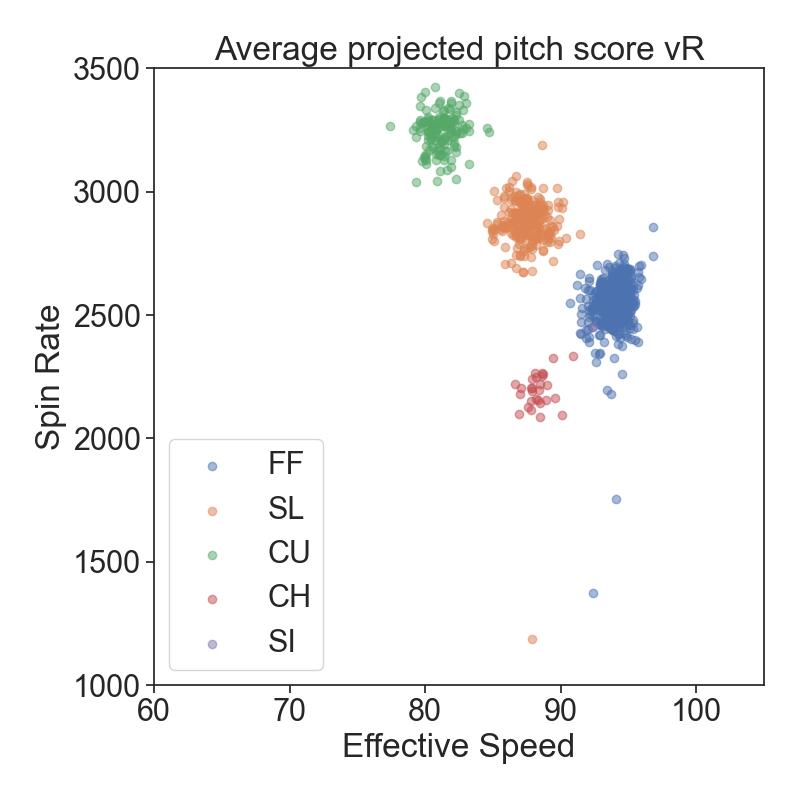 Average projected pitch score vR
3500
3000
2500
2000
1500
1000
Spin Rate
FF
SL
CU
CH
SI
60 70 80 90 100
Effective Speed